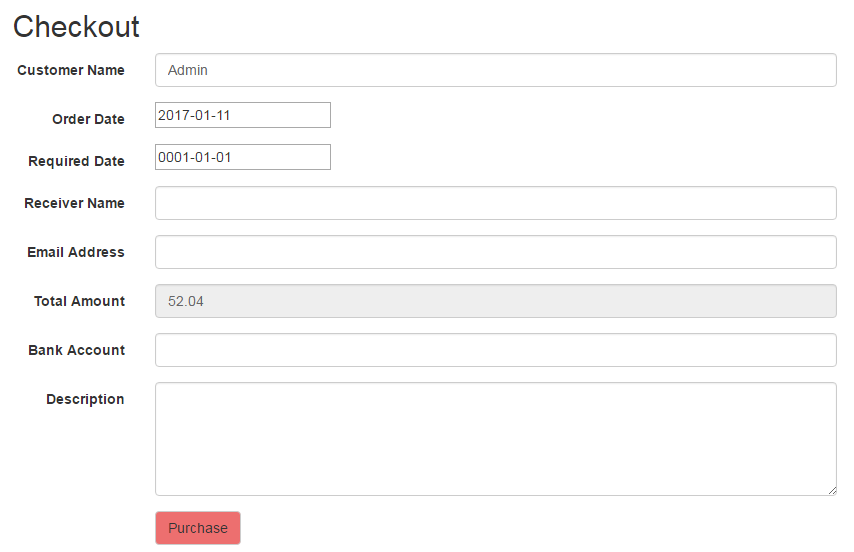 Checkout
Customer Name Admin
Order Date 2017-01-11
Required Date 0001-01-01
Receiver Name
Email Address
Total Amount 52.04
Bank Account
Description
Purchase